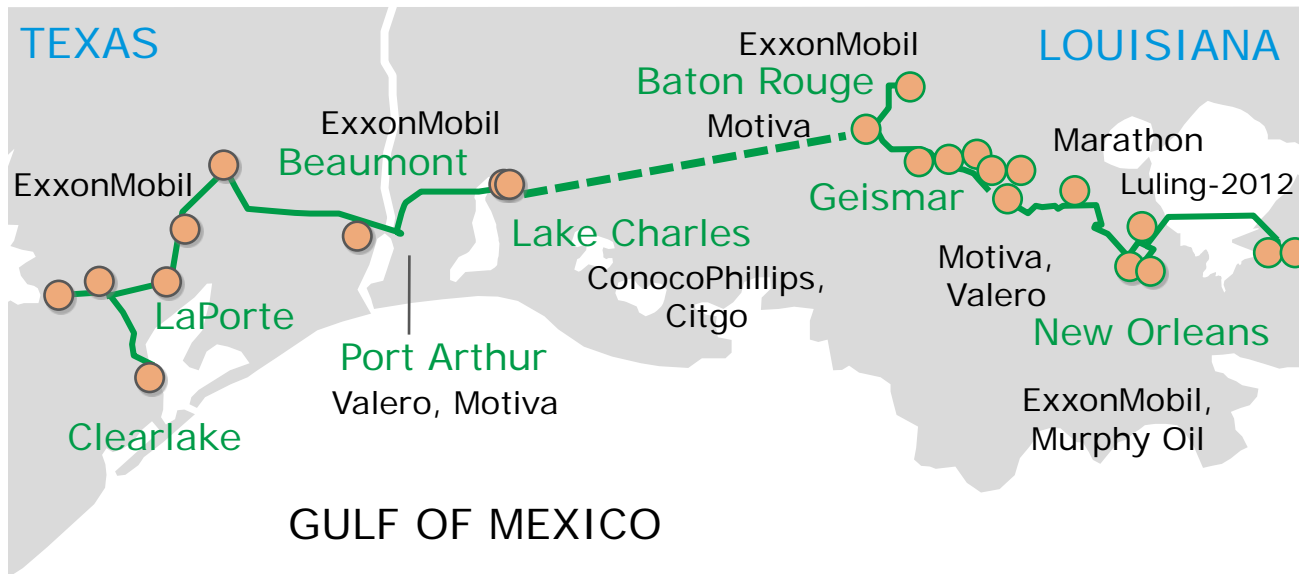 TEXAS
ExxonMobil
LOUISIANA
Baton Rouge
Motiva
ExxonMobil
Beaumont
Marathon
ExxonMobil
Geismar
Luling-2012
Lake Charles
ConocoPhillips,
Citgo
Motiva,
Valero
LaPorte
New Orleans
Port Arthur
Valero, Motiva
ExxonMobil,
Murphy Oil
Clearlake
GULF OF MEXICO